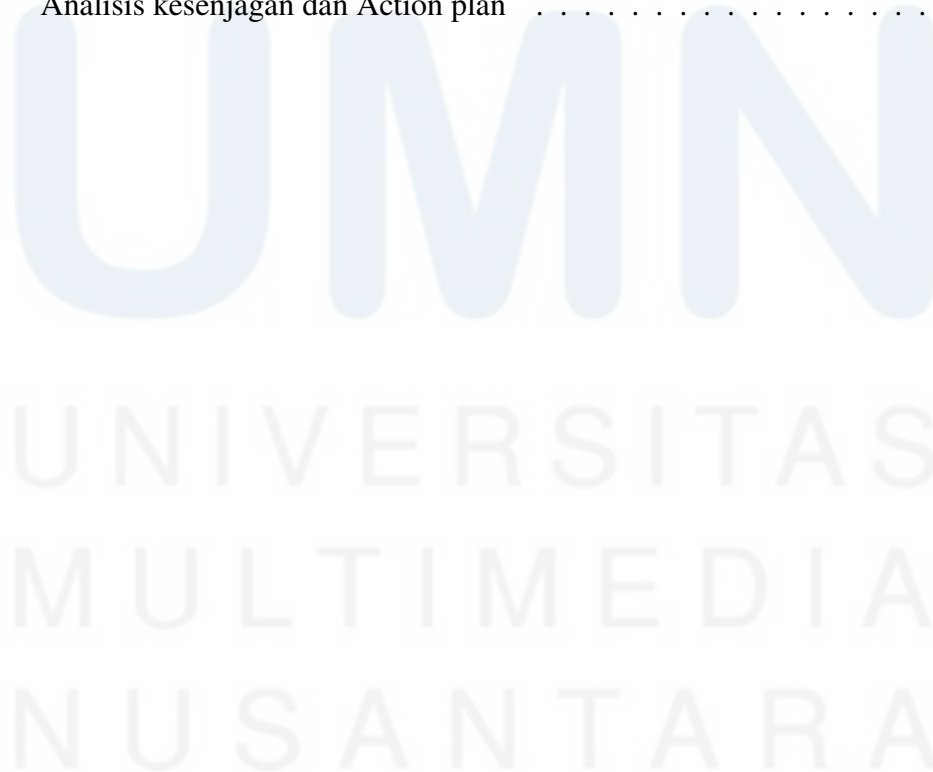 Analisis kesenjagan dan Action plan . . . . . . . . . . . . . . . . .
UMN
UNIVERSITAS
MULTIMEDIA
NUSANTARA